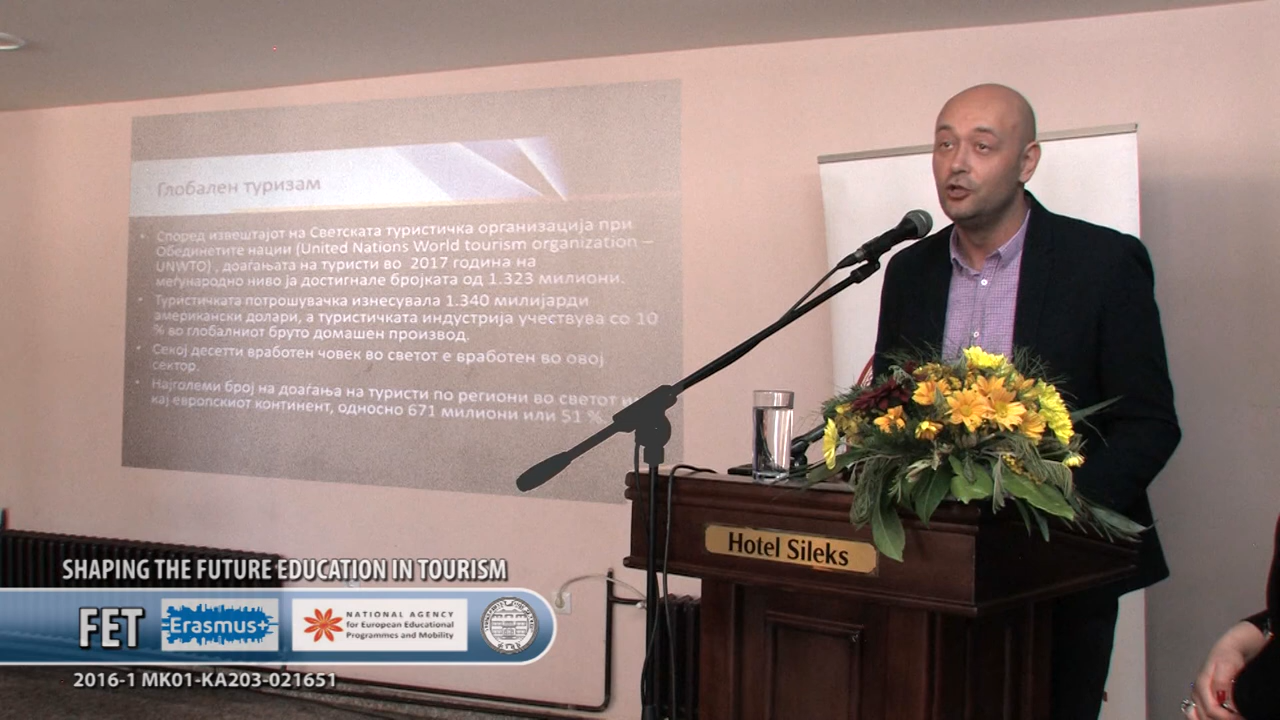 Глобален туризам
• Според извештајот на Светската туристичка организација при
Обединетите нации (United Nations World tourism organization –
UNWTO) , доаѓањата на туристи во 2017 година на
меѓународно ниво ја достигнале бројката од 1.323 милиони.
• Туристичката потрошувачка изнесувала 1.340 милијарди
американски долари, а туристичката индустрија учествува со 10
% во глобалниот бруто домашен производ.
• Секој десетти вработен човек во светот е вработен во овој
сектор.
• Најголеми број на доаѓања на туристи по региони во светот
кај европскиот континент, односно 671 милиони или 51 %.
Hotel Sileks
SHAPING THE FUTURE EDUCATION IN TOURISM
FET
Erasmus+
NATIONAL AGENCY
for European Educational
Programmes and Mobility
2016-1 MK01-KA203-021651